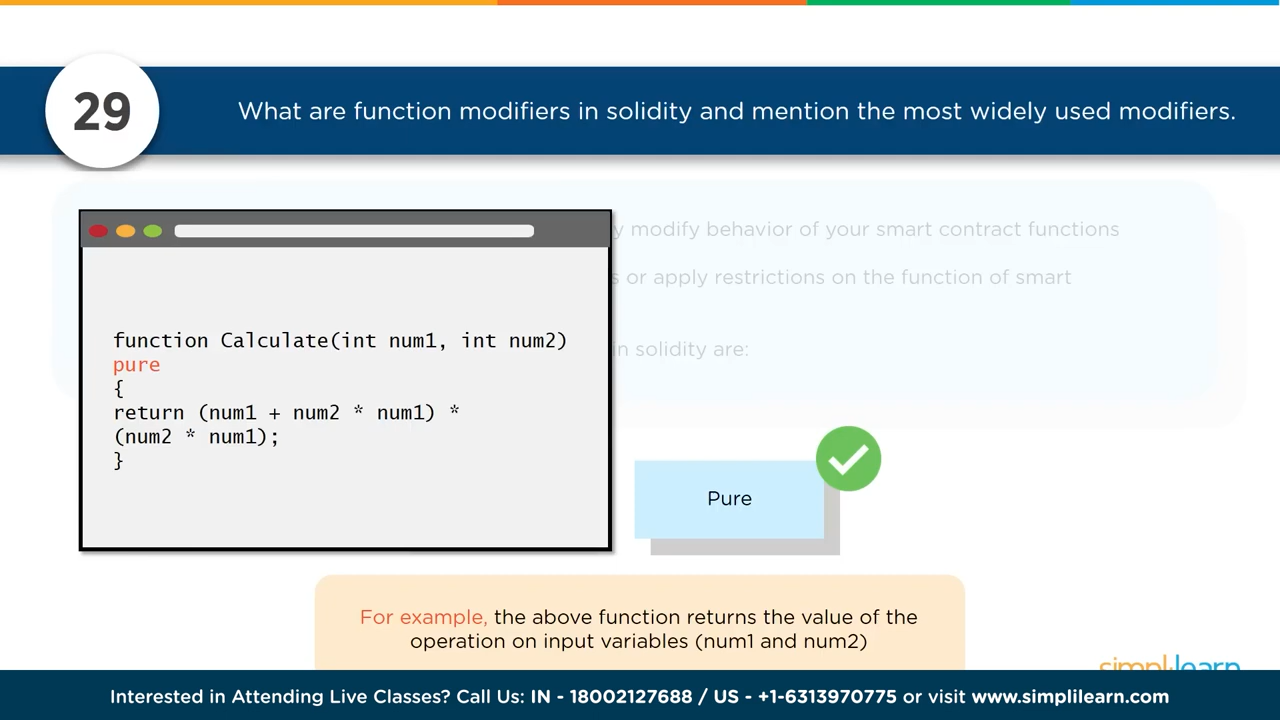 29
What are function modifiers in solidity and mention the most widely used modifiers.
y modify behavior of your smart contract functions
s or apply restrictions on the function of smart
in solidity are:
function Calculate(int num1, int num2)
pure
{
return (num1 + num2 * num1) *
(num2 * num1);
}
Pure
For example, the above function returns the value of the
operation on input variables (num1 and num2)
simplilearn
Interested in Attending Live Classes? Call Us: IN - 18002127688 / US - +1-6313970775 or visit www.simplilearn.com